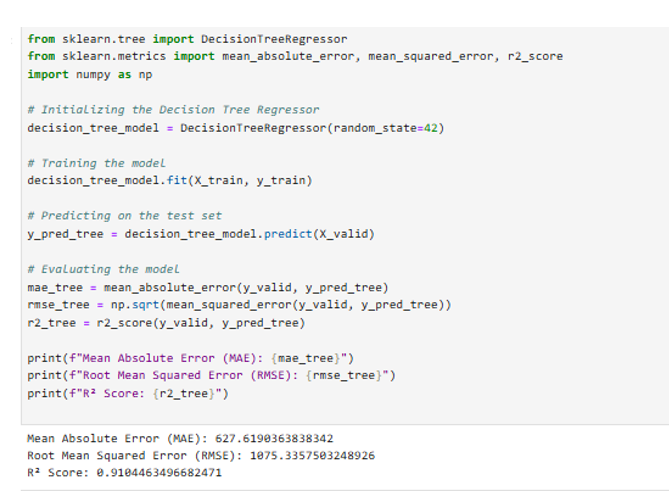 from sklearn.tree import DecisionTreeRegressor
from sklearn.metrics import mean_absolute_error, mean_squared_error, r2_score
import numpy as np
# Initializing the Decision Tree Regressor
decision_tree_model = DecisionTreeRegressor(random_state=42)
# Training the model
decision_tree_model.fit(X_train, y_train)
# Predicting on the test set
y_pred_tree = decision_tree_model.predict(X_valid)
# Evaluating the model
mae_tree = mean_absolute_error(y_valid, y_pred_tree)
rmse_tree = np.sqrt(mean_squared_error(y_valid, y_pred_tree))
r2_tree = r2_score(y_valid, y_pred_tree)
print(f"Mean Absolute Error (MAE): {mae_tree}")
print(f"Root Mean Squared Error (RMSE): {rmse_tree}")
print(f"R² Score: {r2_tree}")
Mean Absolute Error (MAE): 627.6190363838342
Root Mean Squared Error (RMSE): 1075.3357503248926
R² Score: 0.9104463496682471